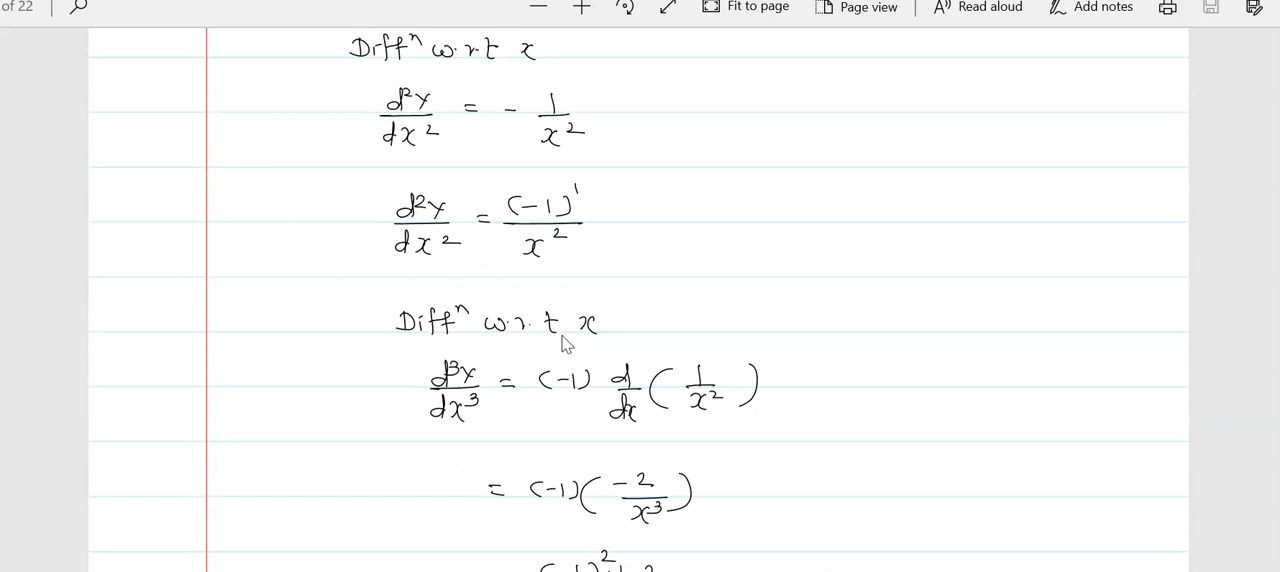 of 22 Fit to page Page view Read aloud Add notes
Diffⁿ w.r.t x
d²y/dx² = - 1/x²
d²y/dx² = (-1)¹/x²
Diffⁿ w.r.t x
d³y/dx³ = (-1) d/dx (1/x²)
= (-1)(-2/x³)